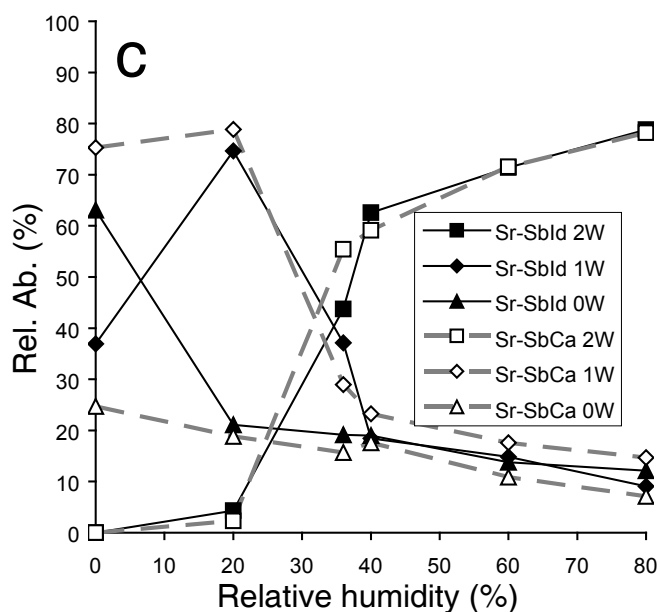 C
100
90
80
70
60
50
40
30
20
10
0
Rel. Ab. (%)
Sr-SbId 2W
Sr-SbId 1W
Sr-SbId 0W
Sr-SbCa 2W
Sr-SbCa 1W
Sr-SbCa 0W
0 10 20 30 40 50 60 70 80
Relative humidity (%)